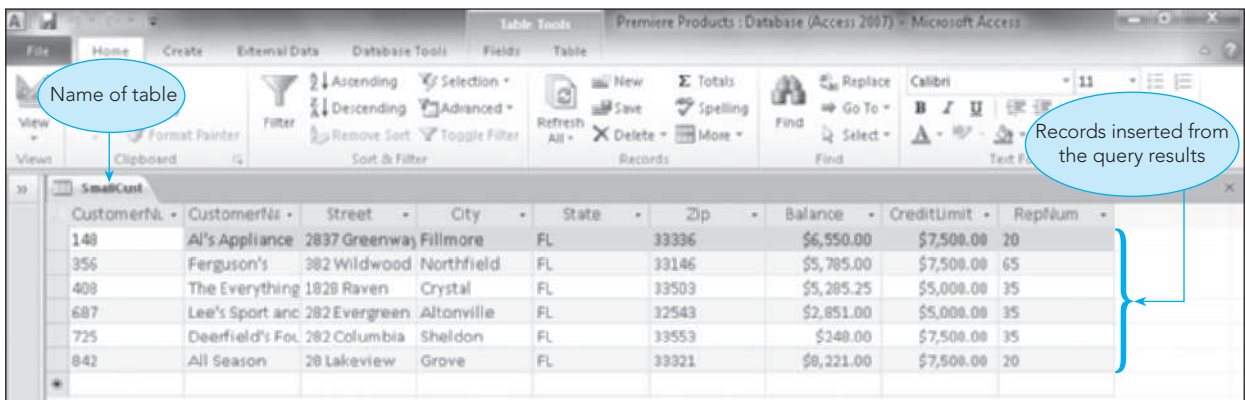 Table Tools Premiere Products : Database (Access 2007) - Microsoft Access
File Home Create External Data Database Tools Fields Table
Name of table
View
Format Painter
Filter
Ascending
Descending
Remove Sort
Selection
Advanced
Toggle Filter
Refresh All
New
Save
Delete
Totals
Spelling
More
Find
Replace
Go To
Select
Calibri 11
B I U
A
Records inserted from
the query results
Views Clipboard Sort & Filter Records Find
SmallCust
Street City State Zip Balance CreditLimit RepNum
148 Al's Appliance 2837 Greenway Fillmore FL 33336 $6,550.00 $7,500.00 20
356 Ferguson's 382 Wildwood Northfield FL 33146 $5,785.00 $7,500.00 65
408 The Everything 1828 Raven Crystal FL 33503 $5,285.25 $5,000.00 35
687 Lee's Sport and 282 Evergreen Altonville FL 32543 $2,851.00 $5,000.00 35
725 Deerfield's Fou 282 Columbia Sheldon FL 33553 $248.00 $7,500.00 35
842 All Season 28 Lakeview Grove FL 33321 $8,221.00 $7,500.00 20